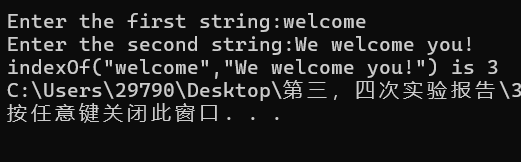 Enter the first string:welcome
Enter the second string:We welcome you!
indexOf("welcome","We welcome you!") is 3
C:\Users\29790\Desktop\第三，四次实验报告\3
按任意键关闭此窗口. . .